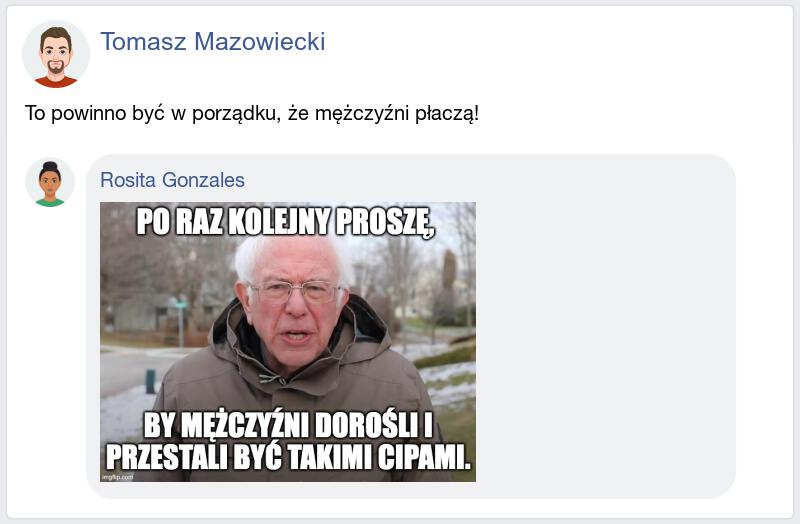 Tomasz Mazowiecki
To powinno być w porządku, że mężczyźni płaczą!
Rosita Gonzales
PO RAZ KOLEJNY PROSZĘ,
BY MĘŻCZYŹNI DOROŚLI I
PRZESTALI BYĆ TAKIMI CIPAMI.
imgflip.com